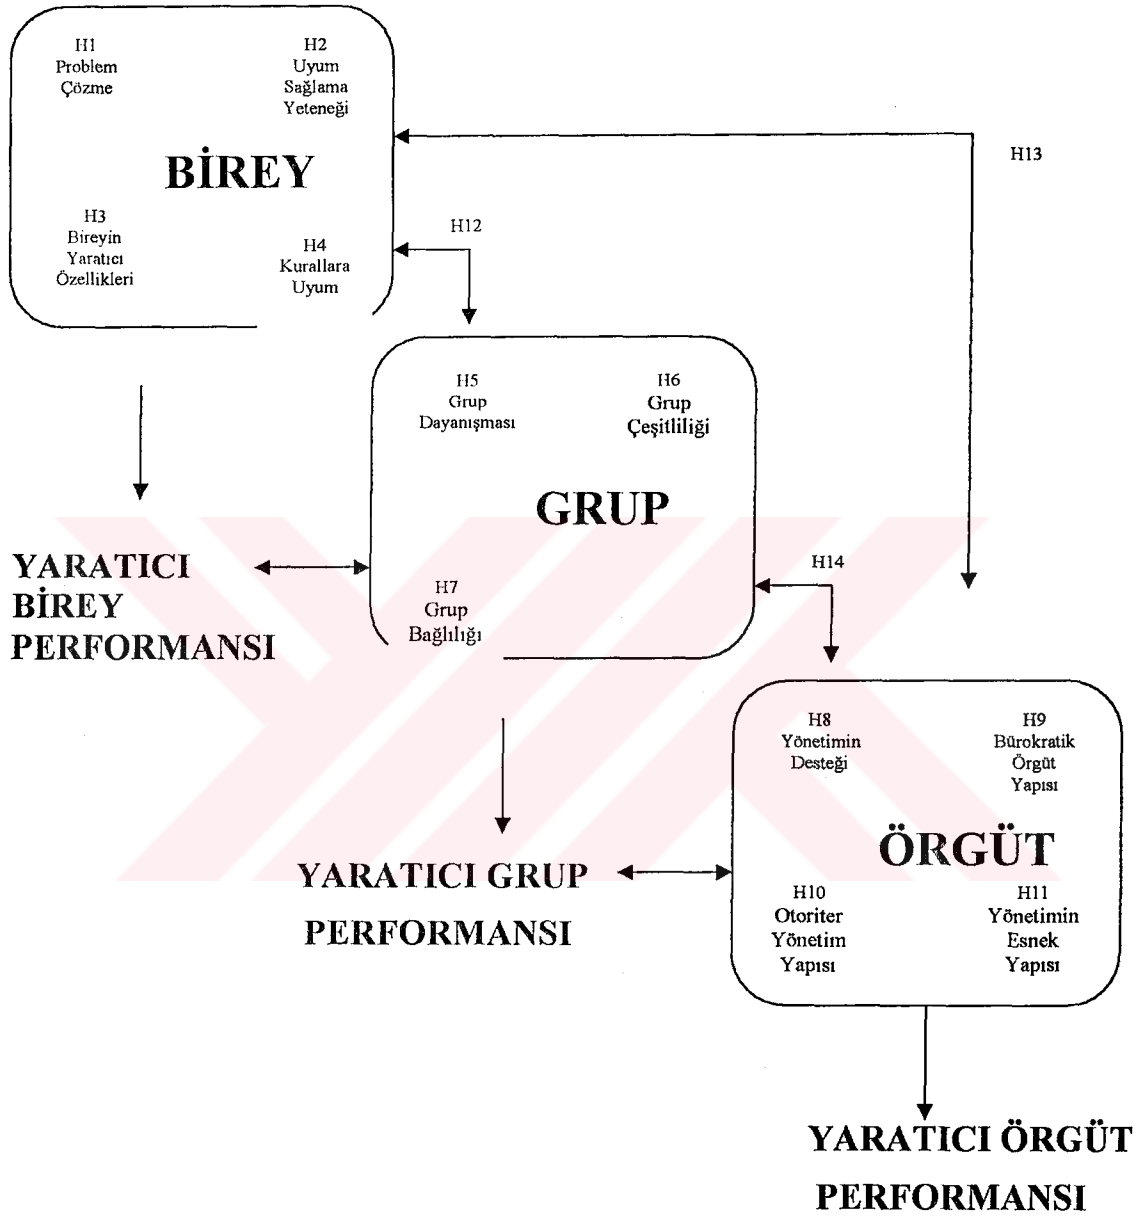 H1
Problem
Çözme
H2
Uyum
Sağlama
Yeteneği
BİREY
H3
Bireyin
Yaratıcı
Özellikleri
H4
Kurallara
Uyum
H12
H13
H5
Grup
Dayanışması
H6
Grup
Çeşitliliği
GRUP
H7
Grup
Bağlılığı
H14
YARATICI
BİREY
PERFORMANSI
H8
Yönetimin
Desteği
H9
Bürokratik
Örgüt
Yapısı
ÖRGÜT
H10
Otoriter
Yönetim
Yapısı
H11
Yönetimin
Esnek
Yapısı
YARATICI GRUP
PERFORMANSI
YARATICI ÖRGÜT
PERFORMANSI